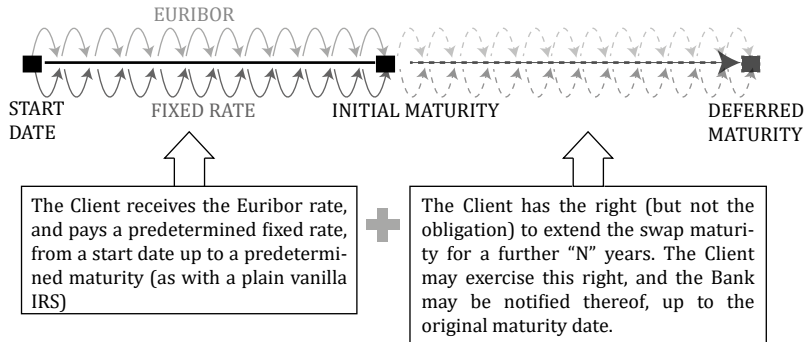 EURIBOR
START
DATE
FIXED RATE
INITIAL MATURITY
DEFERRED
MATURITY
The Client receives the Euribor rate,
and pays a predetermined fixed rate,
from a start date up to a predetermi-
ned maturity (as with a plain vanilla
IRS)
The Client has the right (but not the
obligation) to extend the swap maturi-
ty for a further “N” years. The Client
may exercise this right, and the Bank
may be notified thereof, up to the
original maturity date.